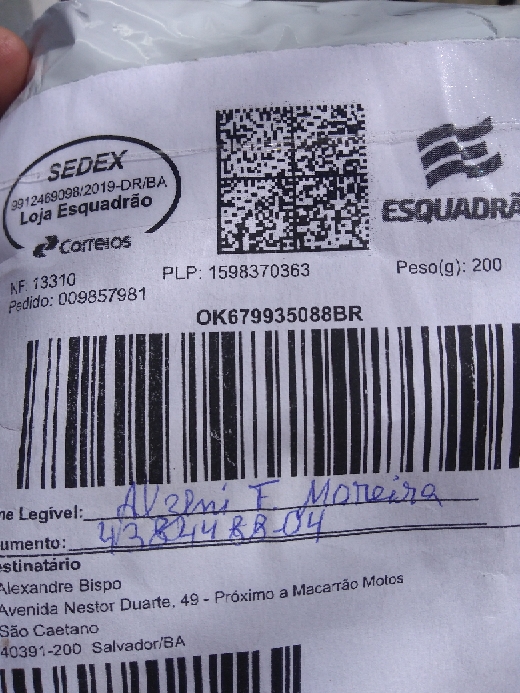 SEDEX
9912469098/2019-DR/BA
Loja Esquadrão
Correios
ESQUADRÃ
NF: 13310
PLP: 1598370363
Peso(g): 200
Pedido: 009857981
OK679935088BR
me Legível: Alzeni F. Moreira
umento: 4384488-04
estinatário
Alexandre Bispo
Avenida Nestor Duarte, 49 - Próximo a Macarrão Motos
São Caetano
40391-200 Salvador/BA